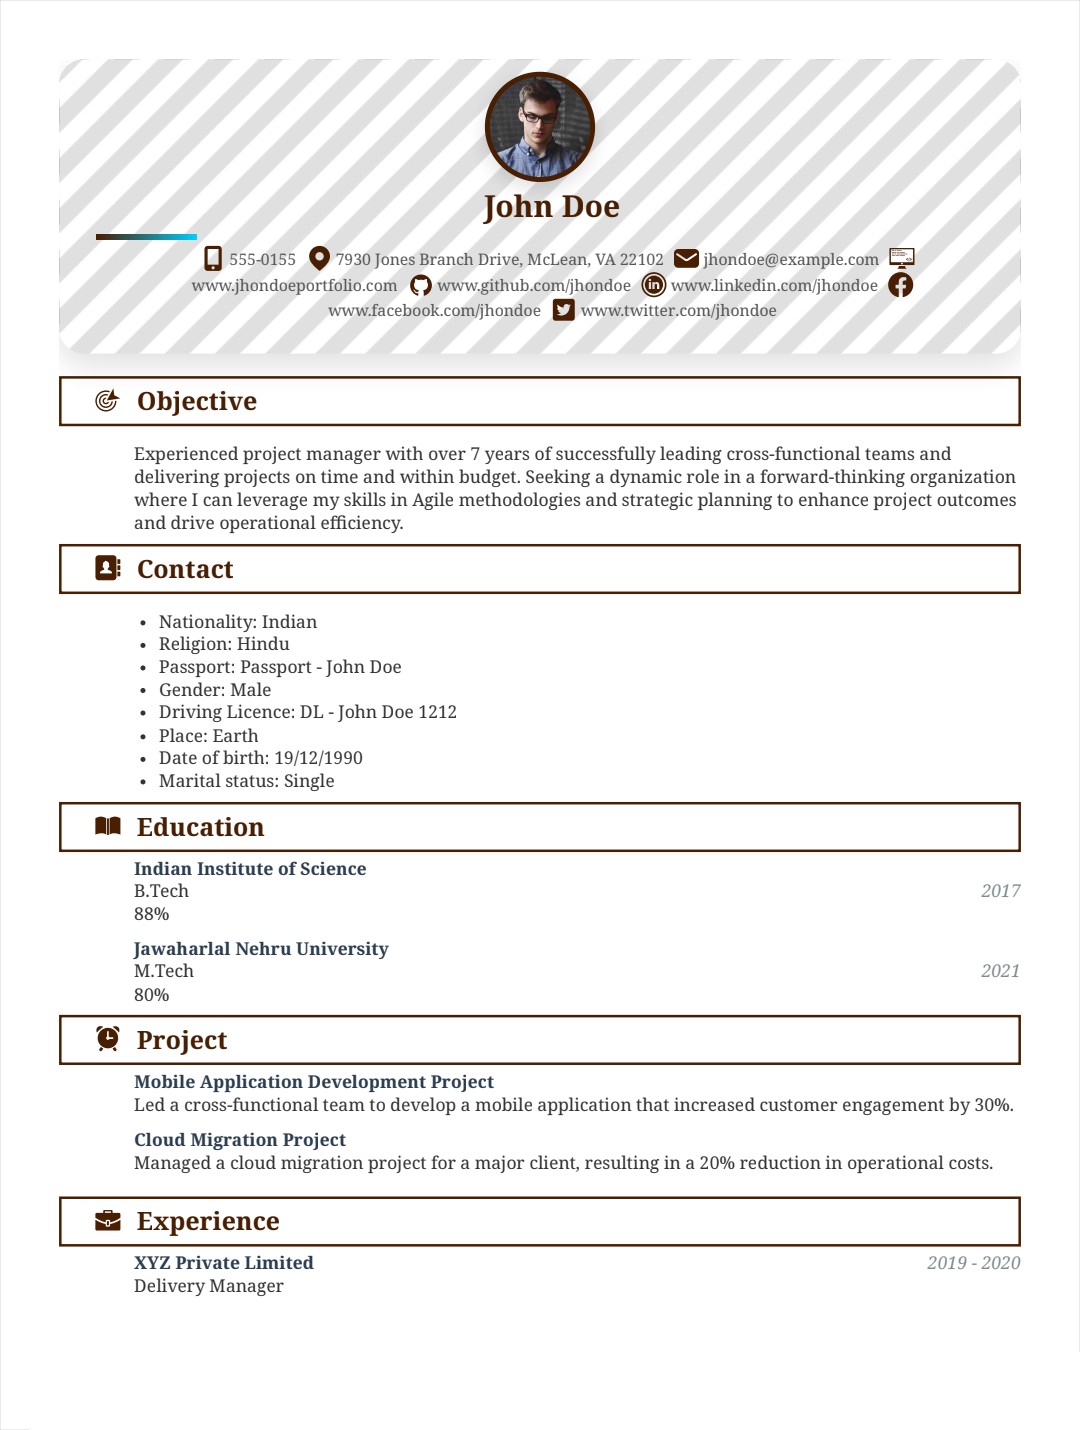 John Doe
555-0155 7930 Jones Branch Drive, McLean, VA 22102 jhondoe@example.com
www.jhondoeportfolio.com www.github.com/jhondoe www.linkedin.com/jhondoe
www.facebook.com/jhondoe www.twitter.com/jhondoe
Objective
Experienced project manager with over 7 years of successfully leading cross-functional teams and
delivering projects on time and within budget. Seeking a dynamic role in a forward-thinking organization
where I can leverage my skills in Agile methodologies and strategic planning to enhance project outcomes
and drive operational efficiency.
Contact
• Nationality: Indian
• Religion: Hindu
• Passport: Passport - John Doe
• Gender: Male
• Driving Licence: DL - John Doe 1212
• Place: Earth
• Date of birth: 19/12/1990
• Marital status: Single
Education
Indian Institute of Science
B.Tech 2017
88%
Jawaharlal Nehru University
M.Tech 2021
80%
Project
Mobile Application Development Project
Led a cross-functional team to develop a mobile application that increased customer engagement by 30%.
Cloud Migration Project
Managed a cloud migration project for a major client, resulting in a 20% reduction in operational costs.
Experience
XYZ Private Limited 2019 - 2020
Delivery Manager